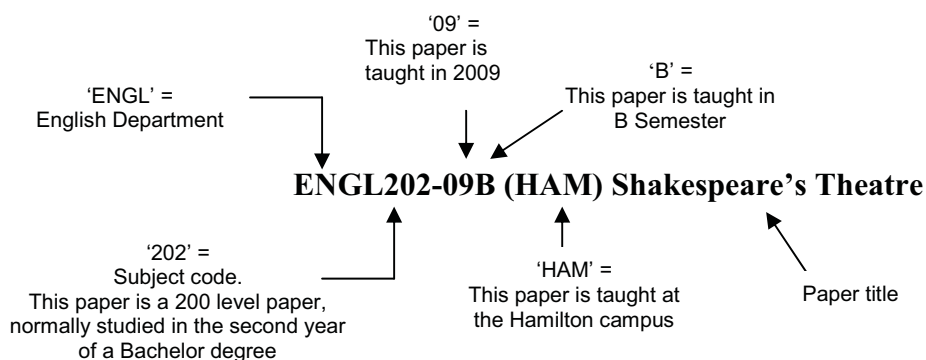 ‘09’ =
This paper is
taught in 2009
‘B’ =
This paper is taught in
B Semester
‘ENGL’ =
English Department
ENGL202-09B (HAM) Shakespeare’s Theatre
‘202’ =
Subject code.
This paper is a 200 level paper,
normally studied in the second year
of a Bachelor degree
‘HAM’ =
This paper is taught at
the Hamilton campus
Paper title